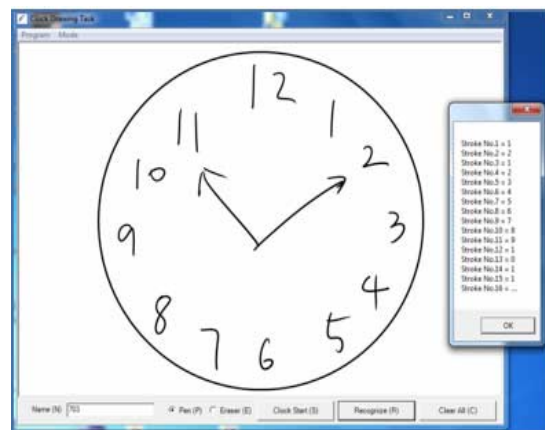 Clock Drawing Task
Program Mode
12
11 1
10 2
9 3
8 4
7 6 5
Stroke No.1 = 1
Stroke No.2 = 2
Stroke No.3 = 1
Stroke No.4 = 2
Stroke No.5 = 3
Stroke No.6 = 4
Stroke No.7 = 5
Stroke No.8 = 6
Stroke No.9 = 7
Stroke No.10 = 8
Stroke No.11 = 9
Stroke No.12 = 1
Stroke No.13 = 0
Stroke No.14 = 1
Stroke No.15 = 1
Stroke No.16 = ...
OK
Name (N) 701 Pen (P) Eraser (E) Clock Start (S) Recognize (R) Clear All (C)